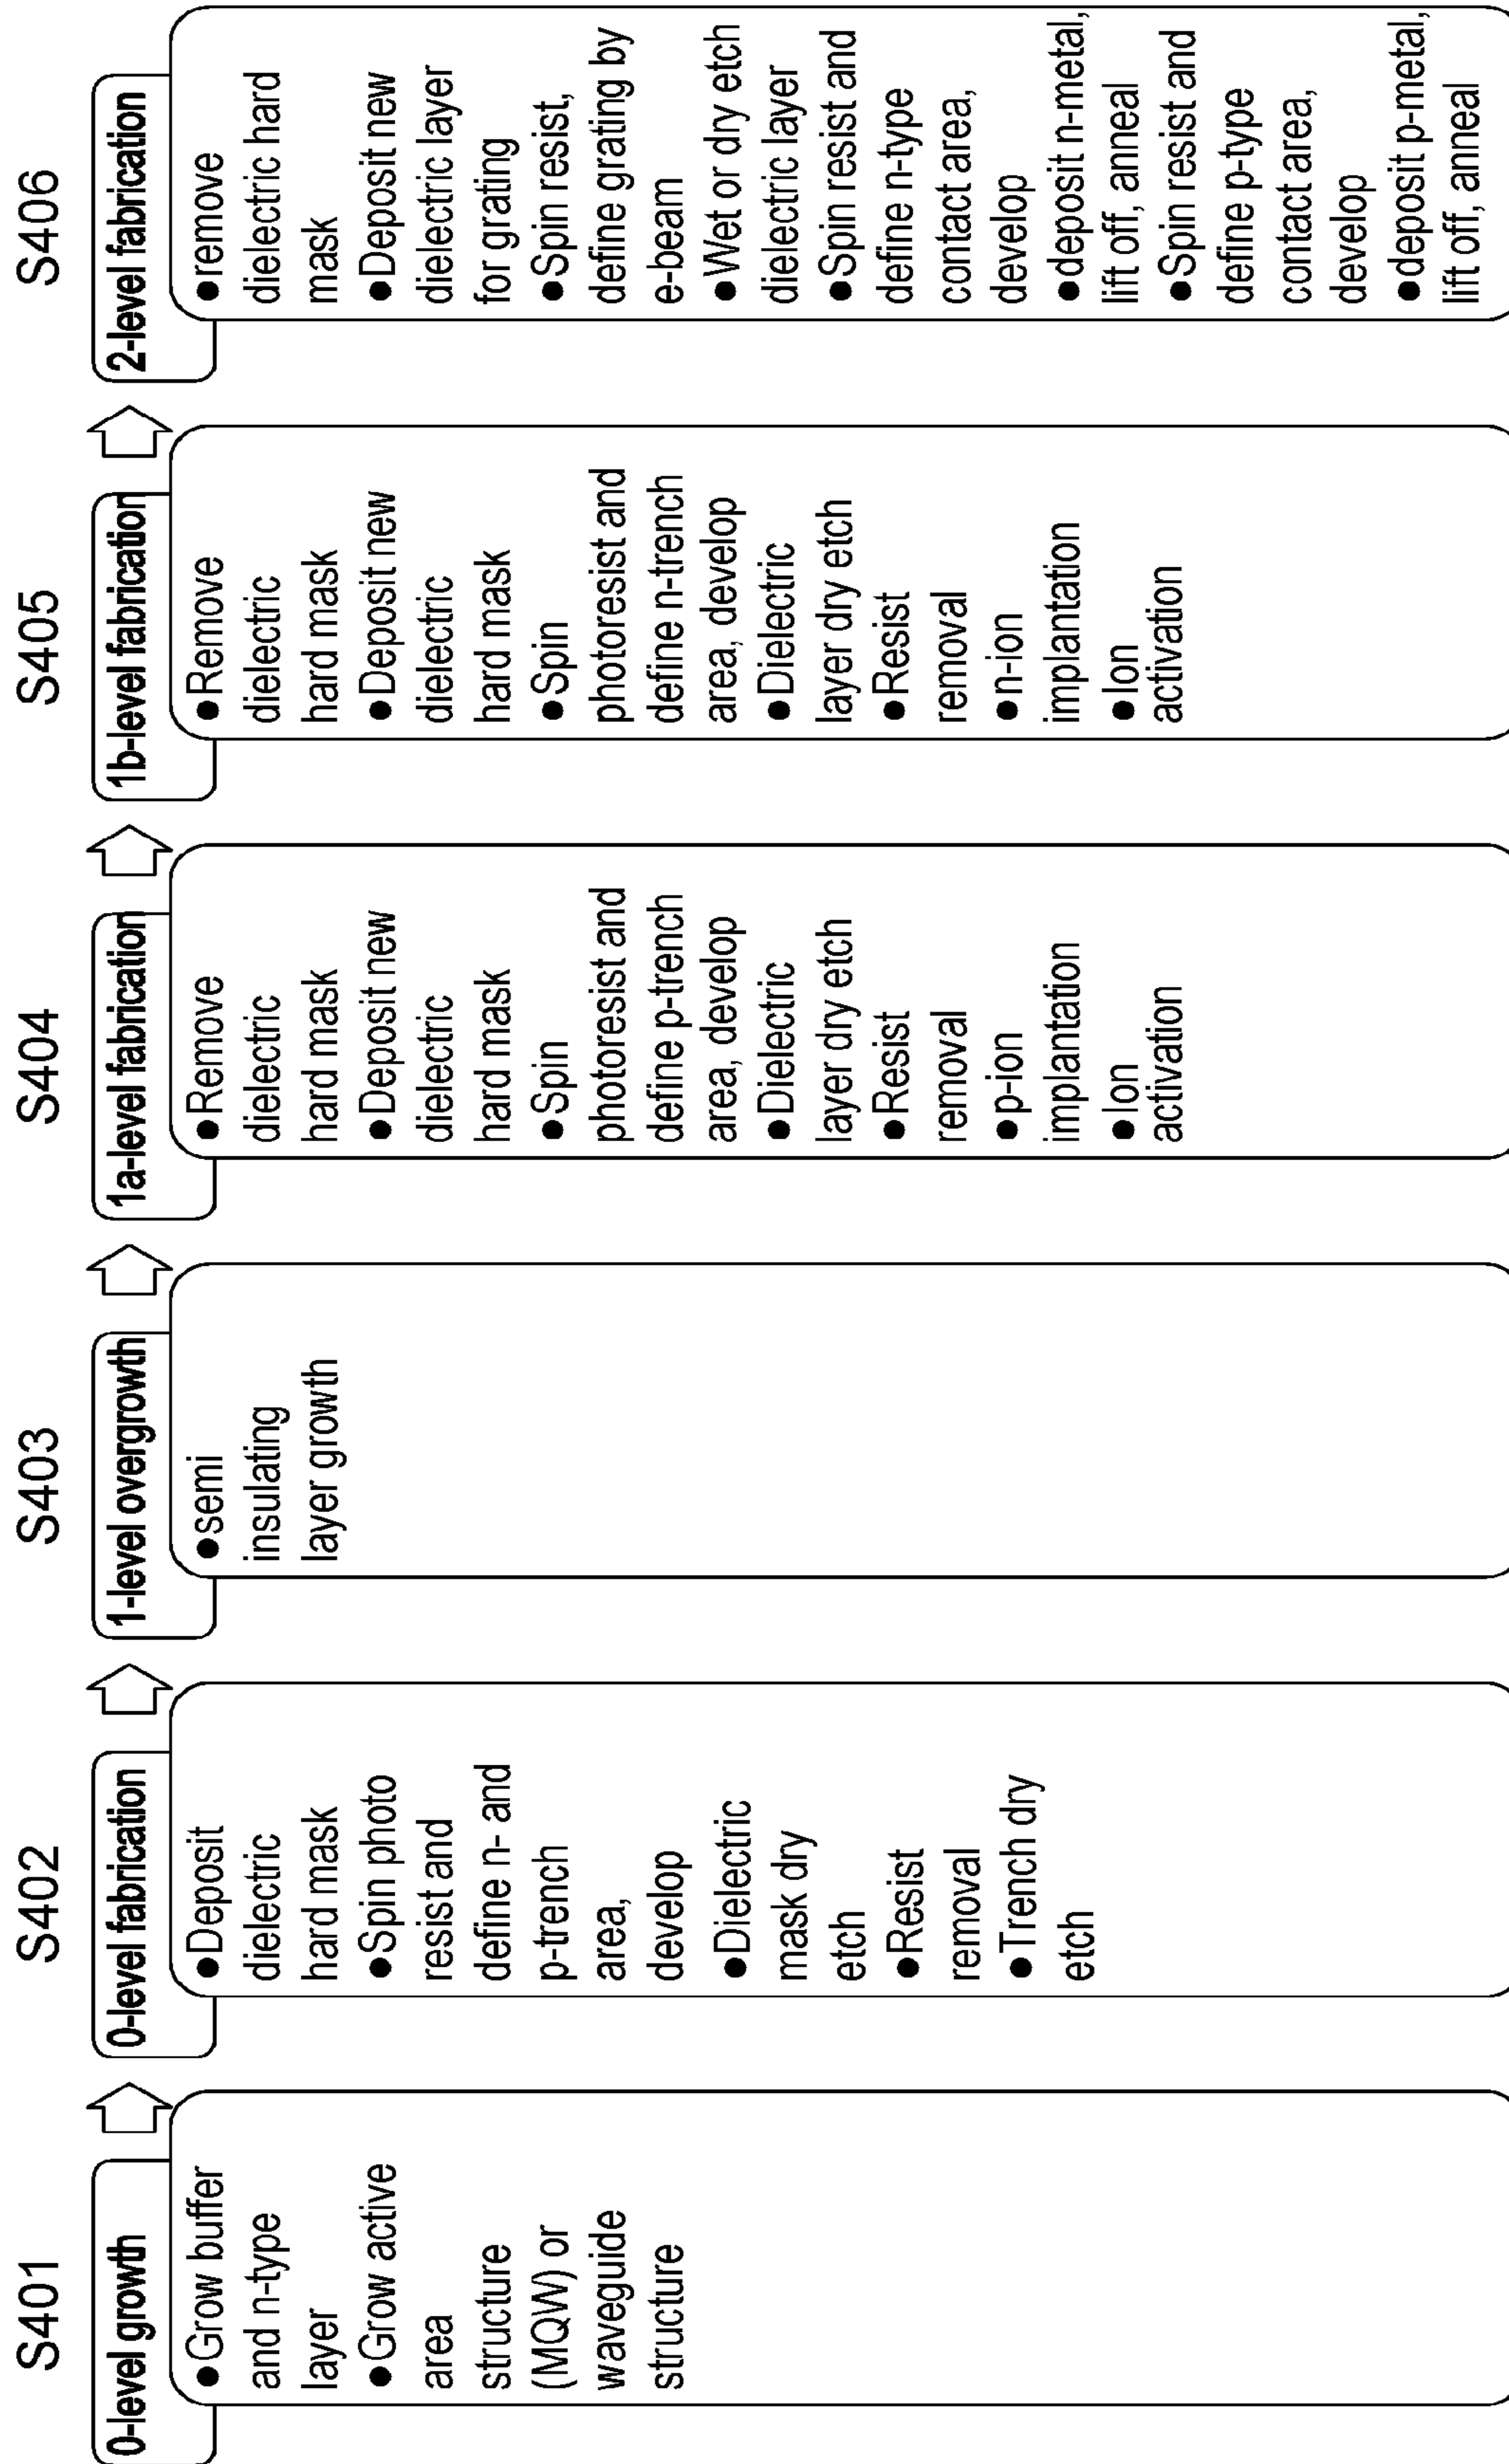 S401
0-level growth
●Grow buffer
and n-type
layer
●Grow active
area
structure
(MQW) or
waveguide
structure
S402
0-level fabrication
●Deposit
dielectric
hard mask
●Spin photo
resist and
define n- and
p-trench
area,
develop
●Dielectric
mask dry
etch
●Resist
removal
●Trench dry
etch
S403
1-level overgrowth
●semi
insulating
layer growth
S404
1a-level fabrication
●Remove
dielectric
hard mask
●Deposit new
dielectric
hard mask
●Spin
photoresist and
define p-trench
area, develop
●Dielectric
layer dry etch
●Resist
removal
●p-ion
implantation
●Ion
activation
S405
1b-level fabrication
●Remove
dielectric
hard mask
●Deposit new
dielectric
hard mask
●Spin
photoresist and
define n-trench
area, develop
●Dielectric
layer dry etch
●Resist
removal
●n-ion
implantation
●Ion
activation
S406
2-level fabrication
●remove
dielectric hard
mask
●Deposit new
dielectric layer
for grating
●Spin resist,
define grating by
e-beam
●Wet or dry etch
dielectric layer
●Spin resist and
define n-type
contact area,
develop
●deposit n-metal,
lift off, anneal
●Spin resist and
define p-type
contact area,
develop
●deposit p-metal,
lift off, anneal